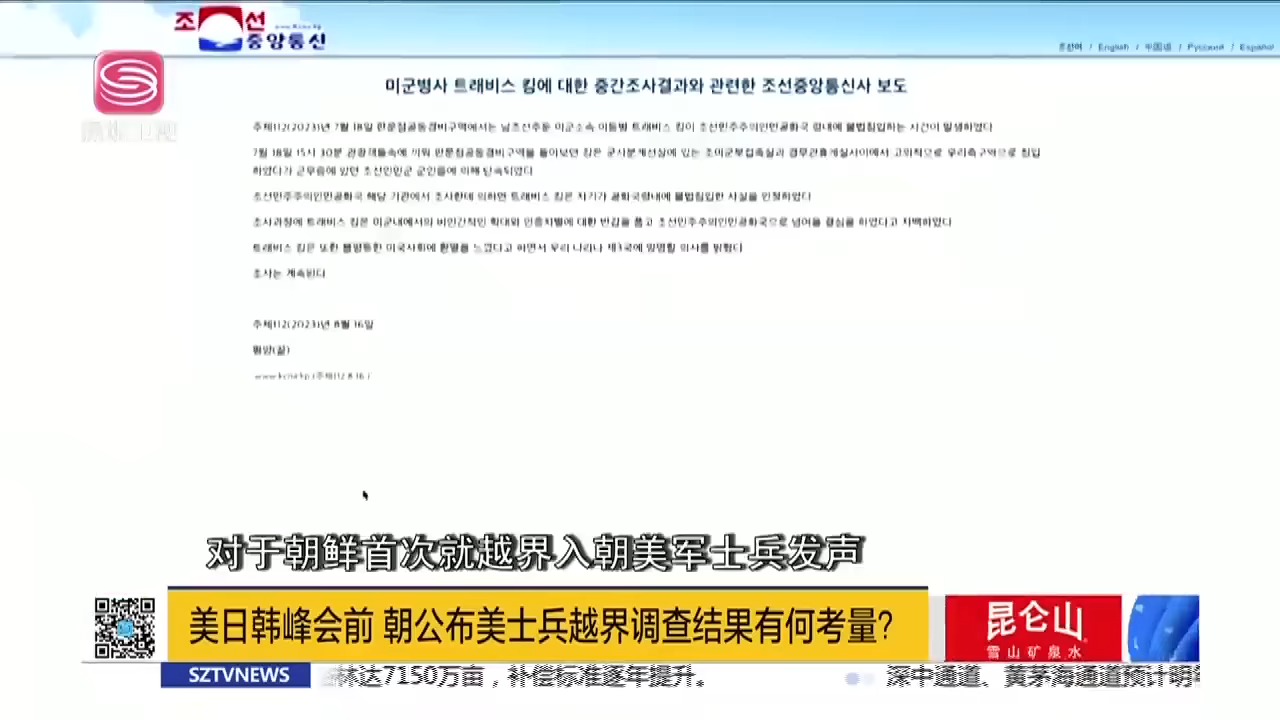 조선
www.kcna.kp
중앙통신
조선어 / English / 中国语 / Русский / Español
深圳卫视
미군병사 트래비스 킹에 대한 중간조사결과와 관련한 조선중앙통신사 보도
주체112(2023)년 7월 18일 판문점공동경비구역에서는 남조선주둔 미군소속 이등병 트래비스 킹이 조선민주주의인민공화국 령내에 불법침입하는 사건이 발생하였다
7월 18일 15시 30분 관광객들속에 끼워 판문점공동경비구역을 돌아보던 킹은 군사분계선상에 있는 조미군부접촉실과 경무관휴계실사이에서 고의적으로 우리측구역으로 침입
하였다가 근무중에 있던 조선인민군 군인들에 의해 단속되였다
조선민주주의인민공화국 해당 기관에서 조사한데 의하면 트래비스 킹은 자기가 공화국령내에 불법침입한 사실을 인정하였다
조사과정에 트래비스 킹은 미군내에서의 비인간적인 학대와 인종차별에 대한 반감을 품고 조선민주주의인민공화국으로 넘어올 결심을 하였다고 자백하였다
트래비스 킹은 또한 불평등한 미국사회에 환멸을 느꼈다고 하면서 우리 나라나 제3국에 망명할 의사를 밝혔다
조사는 계속된다
주체112(2023)년 8월 16일
평양(끝)
www.kcna.kp (주체112.8.16.)
对于朝鲜首次就越界入朝美军士兵发声
美日韩峰会前 朝公布美士兵越界调查结果有何考量?
昆仑山
雪山矿泉水
SZTVNEWS
林达7150万亩，补偿标准逐年提升。
深中通道、黄茅海通道预计明年